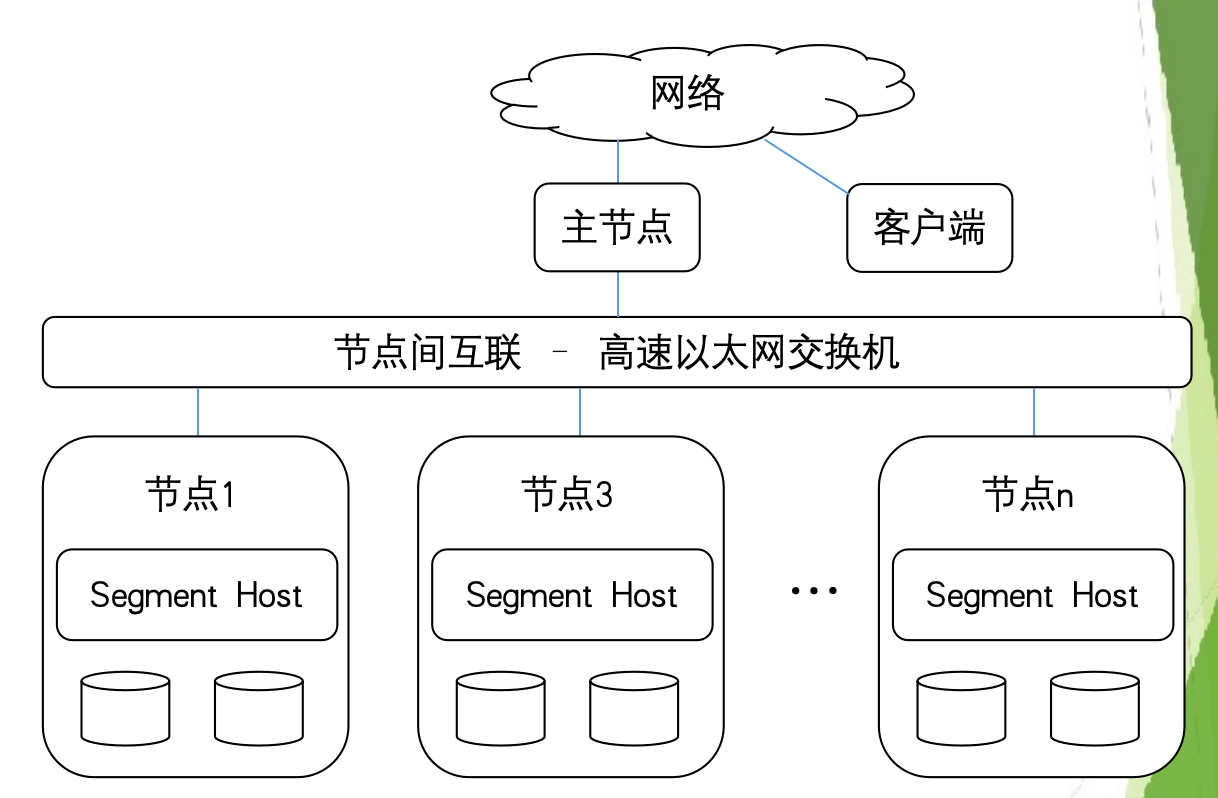 网络
主节点
客户端
节点间互联 - 高速以太网交换机
节点1
节点3
节点n
Segment Host
Segment Host
...
Segment Host